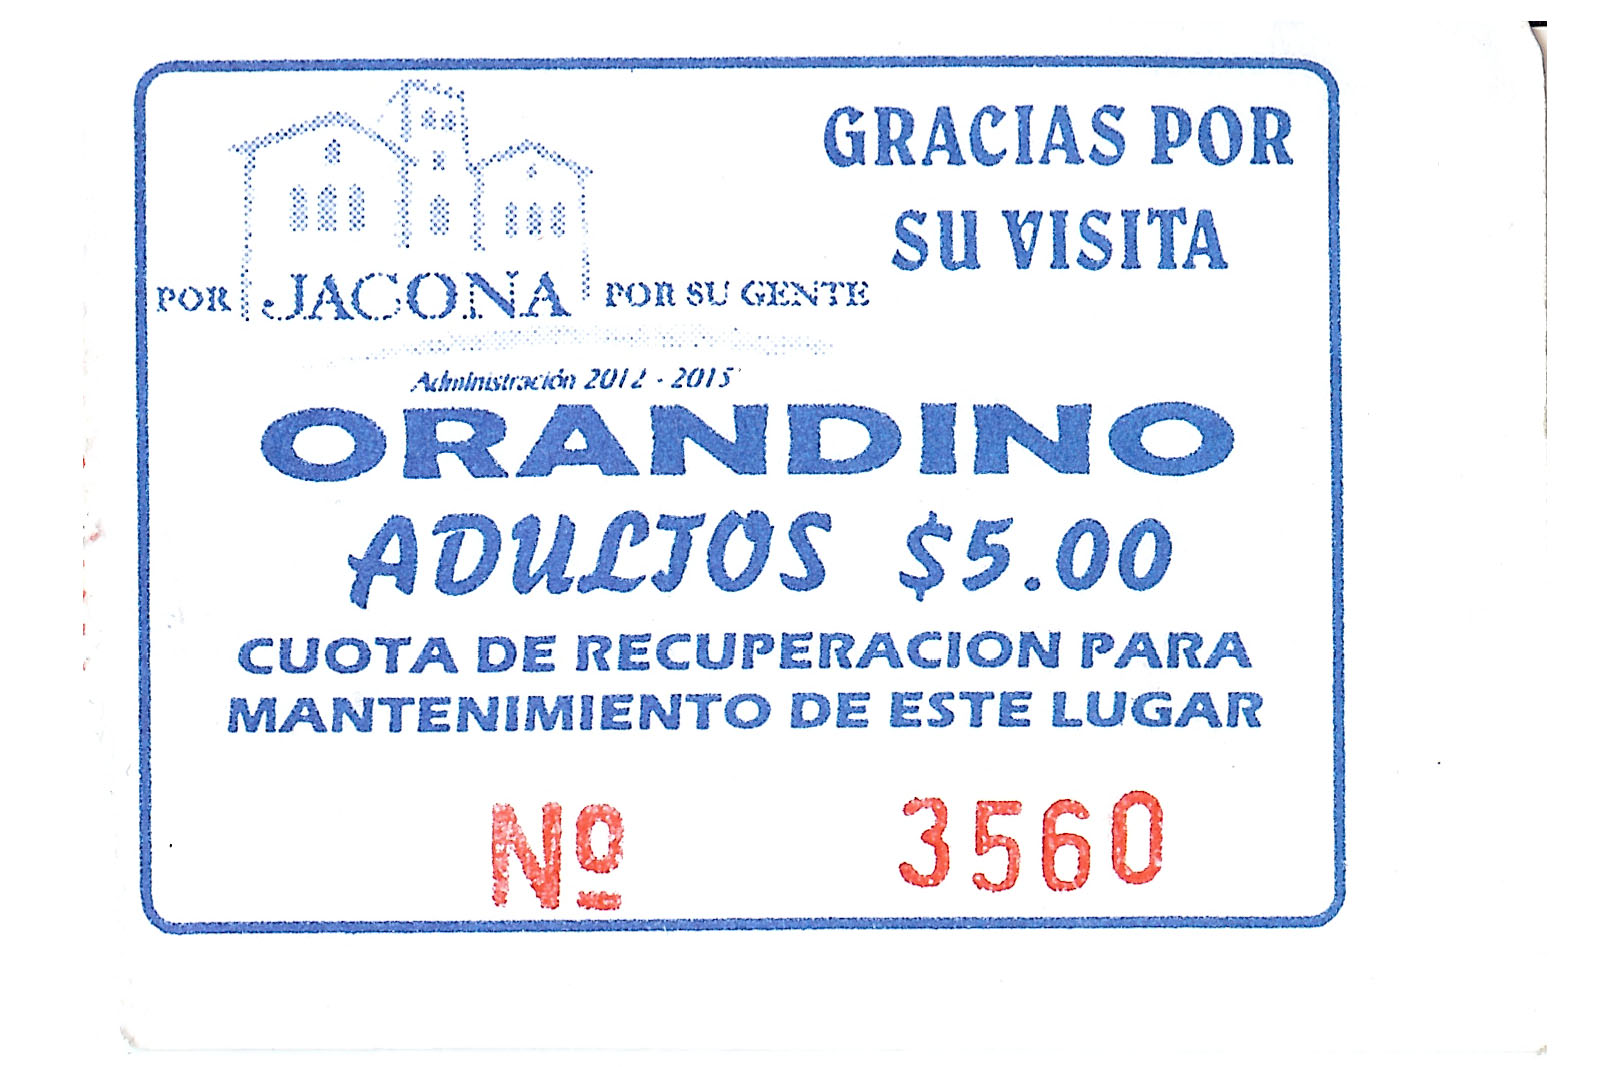 GRACIAS POR
SU VISITA
POR JACONA POR SU GENTE
Administración 2012 - 2015
ORANDINO
ADULTOS $5.00
CUOTA DE RECUPERACION PARA
MANTENIMIENTO DE ESTE LUGAR
Nº 3560